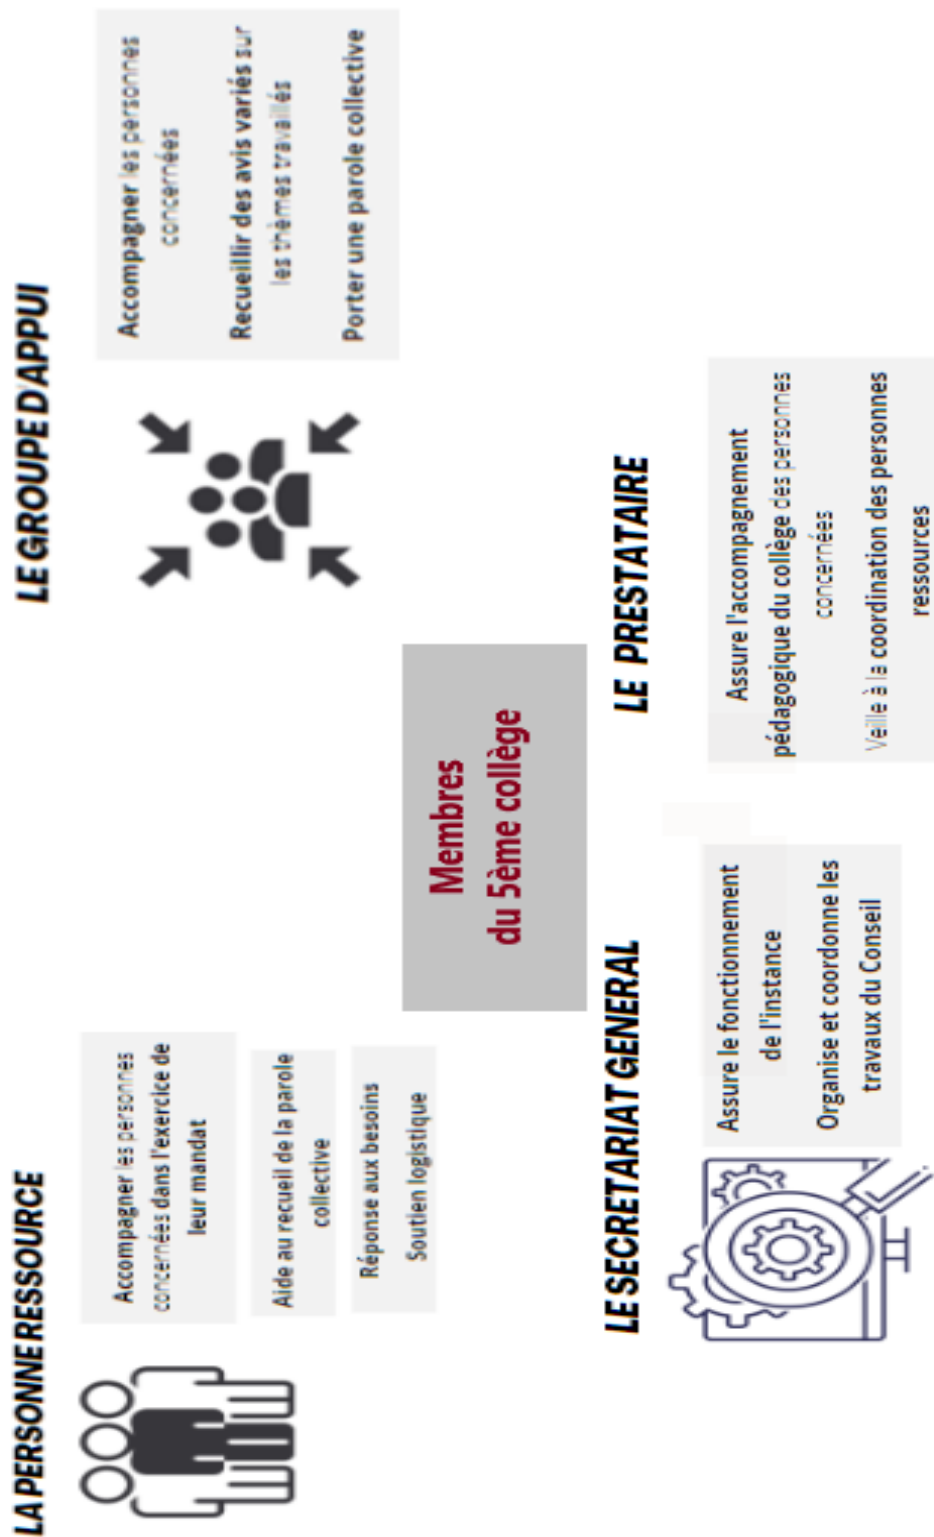 LA PERSONNE RESSOURCE
Accompagner les personnes
concernées dans l'exercice de
leur mandat
Aide au recueil de la parole
collective
Réponse aux besoins
Soutien logistique
LE GROUPE D'APPUI
Accompagner les personnes
concernées
Recueillir des avis variés sur
les thèmes travaillés
Porter une parole collective
Membres
du 5ème collège
LE SECRETARIAT GENERAL
Assure le fonctionnement
de l'instance
Organise et coordonne les
travaux du Conseil
LE PRESTATAIRE
Assure l'accompagnement
pédagogique du collège des personnes
concernées
Veille à la coordination des personnes
ressources